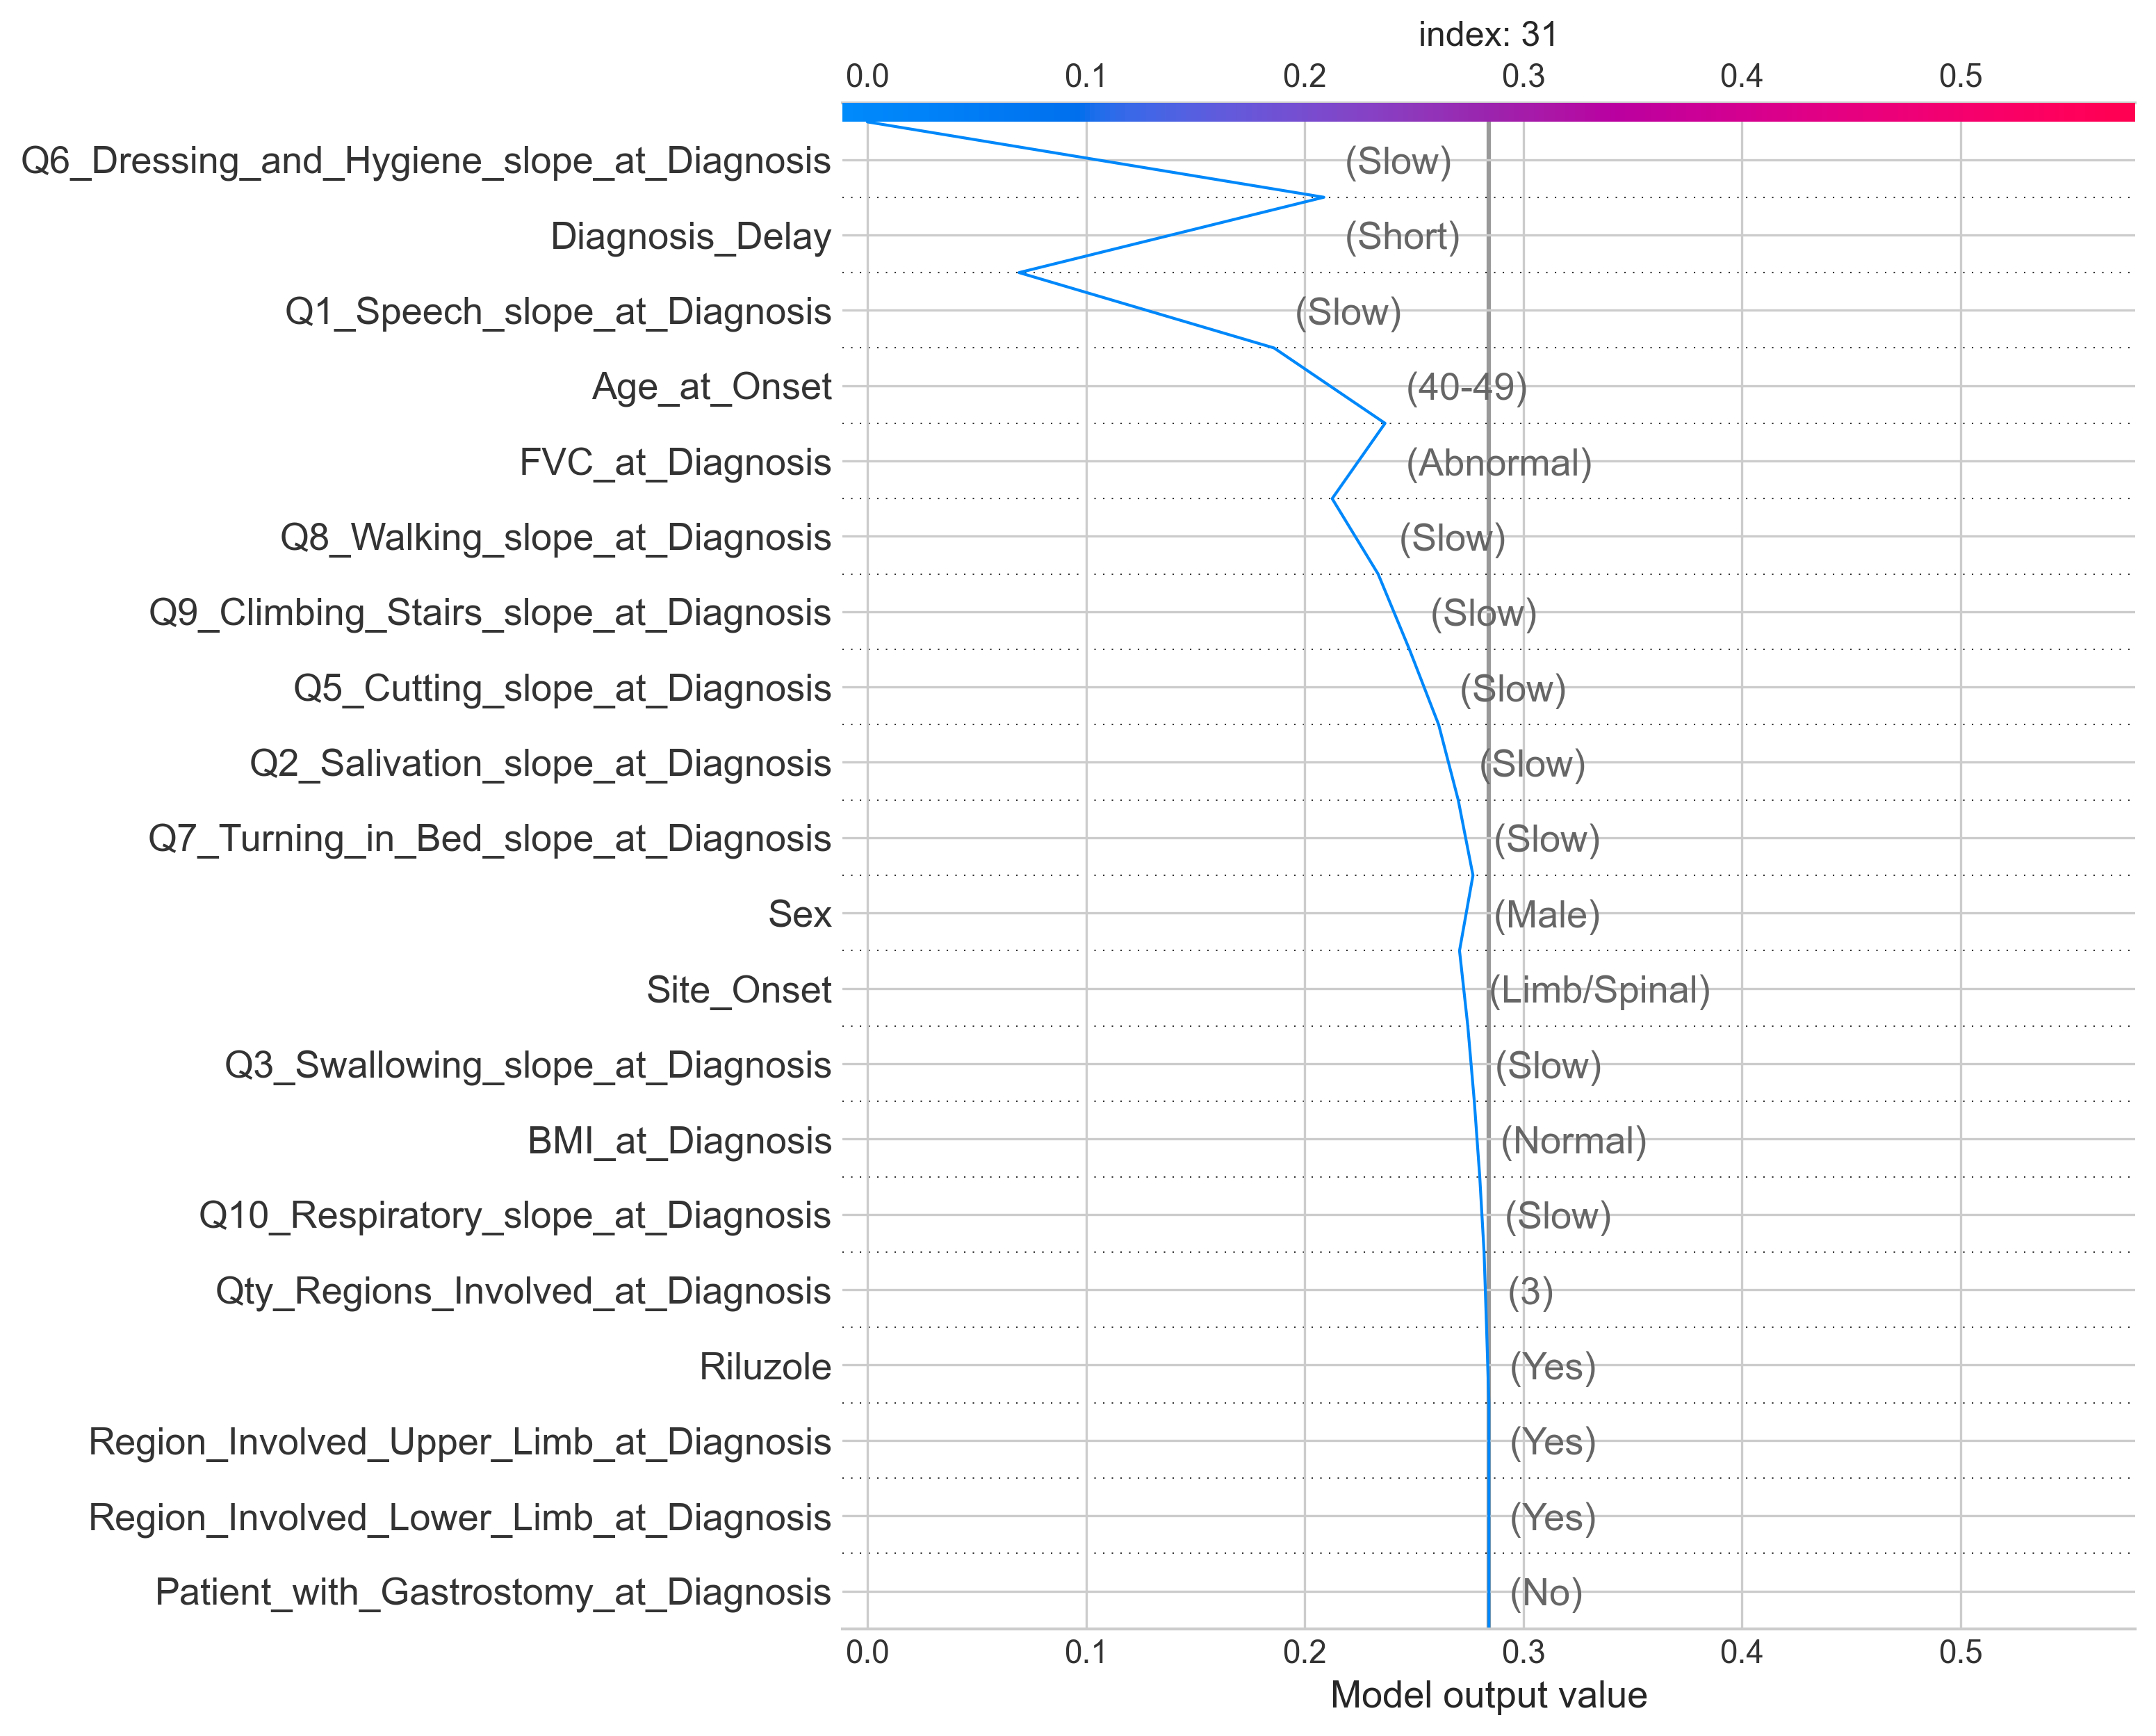 index: 31
0.0 0.1 0.2 0.3 0.4 0.5
Q6_Dressing_and_Hygiene_slope_at_Diagnosis (Slow)
Diagnosis_Delay (Short)
Q1_Speech_slope_at_Diagnosis (Slow)
Age_at_Onset (40-49)
FVC_at_Diagnosis (Abnormal)
Q8_Walking_slope_at_Diagnosis (Slow)
Q9_Climbing_Stairs_slope_at_Diagnosis (Slow)
Q5_Cutting_slope_at_Diagnosis (Slow)
Q2_Salivation_slope_at_Diagnosis (Slow)
Q7_Turning_in_Bed_slope_at_Diagnosis (Slow)
Sex (Male)
Site_Onset (Limb/Spinal)
Q3_Swallowing_slope_at_Diagnosis (Slow)
BMI_at_Diagnosis (Normal)
Q10_Respiratory_slope_at_Diagnosis (Slow)
Qty_Regions_Involved_at_Diagnosis (3)
Riluzole (Yes)
Region_Involved_Upper_Limb_at_Diagnosis (Yes)
Region_Involved_Lower_Limb_at_Diagnosis (Yes)
Patient_with_Gastrostomy_at_Diagnosis (No)
0.0 0.1 0.2 0.3 0.4 0.5
Model output value